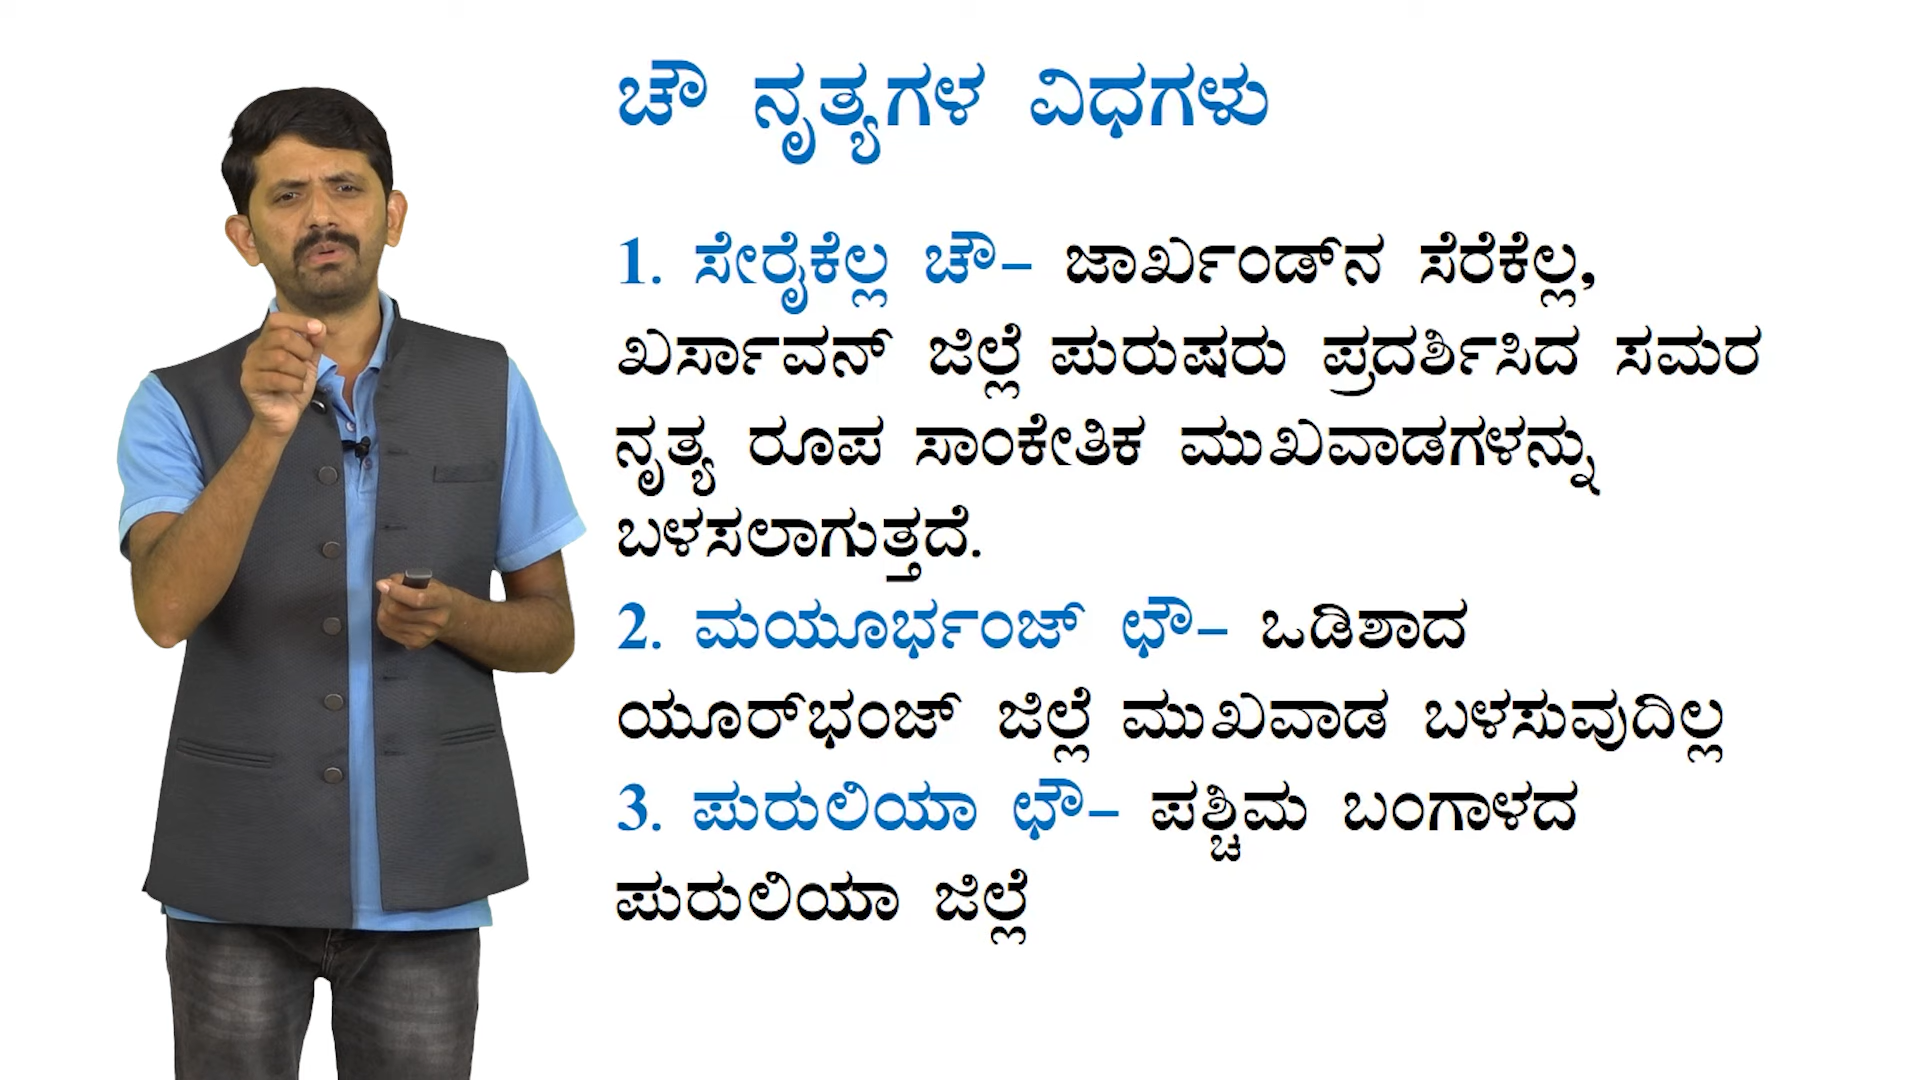 ಚೌ ನೃತ್ಯಗಳ ವಿಧಗಳು
1. ಸೇರೈಕೆಲ್ಲ ಚೌ– ಜಾರ್ಖಂಡ್‌ನ ಸೆರೆಕೆಲ್ಲ,
ಖರ್ಸಾವನ್ ಜಿಲ್ಲೆ ಪುರುಷರು ಪ್ರದರ್ಶಿಸಿದ ಸಮರ
ನೃತ್ಯ ರೂಪ ಸಾಂಕೇತಿಕ ಮುಖವಾಡಗಳನ್ನು
ಬಳಸಲಾಗುತ್ತದೆ.
2. ಮಯೂರ್ಭಂಜ್ ಛೌ– ಒಡಿಶಾದ
ಯೂರ್‌ಭಂಜ್ ಜಿಲ್ಲೆ ಮುಖವಾಡ ಬಳಸುವುದಿಲ್ಲ
3. ಪುರುಲಿಯಾ ಛೌ– ಪಶ್ಚಿಮ ಬಂಗಾಳದ
ಪುರುಲಿಯಾ ಜಿಲ್ಲೆ